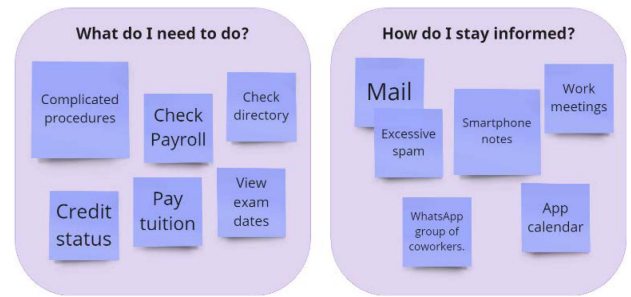 What do I need to do?
Complicated
procedures
Check
Payroll
Check
directory
Credit
status
Pay
tuition
View
exam
dates
How do I stay informed?
Mail
Excessive
spam
Smartphone
notes
Work
meetings
WhatsApp
group of
coworkers.
App
calendar